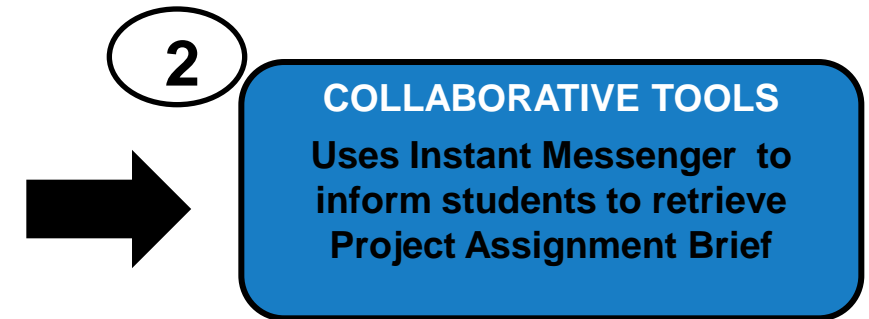 2
COLLABORATIVE TOOLS
Uses Instant Messenger to
inform students to retrieve
Project Assignment Brief